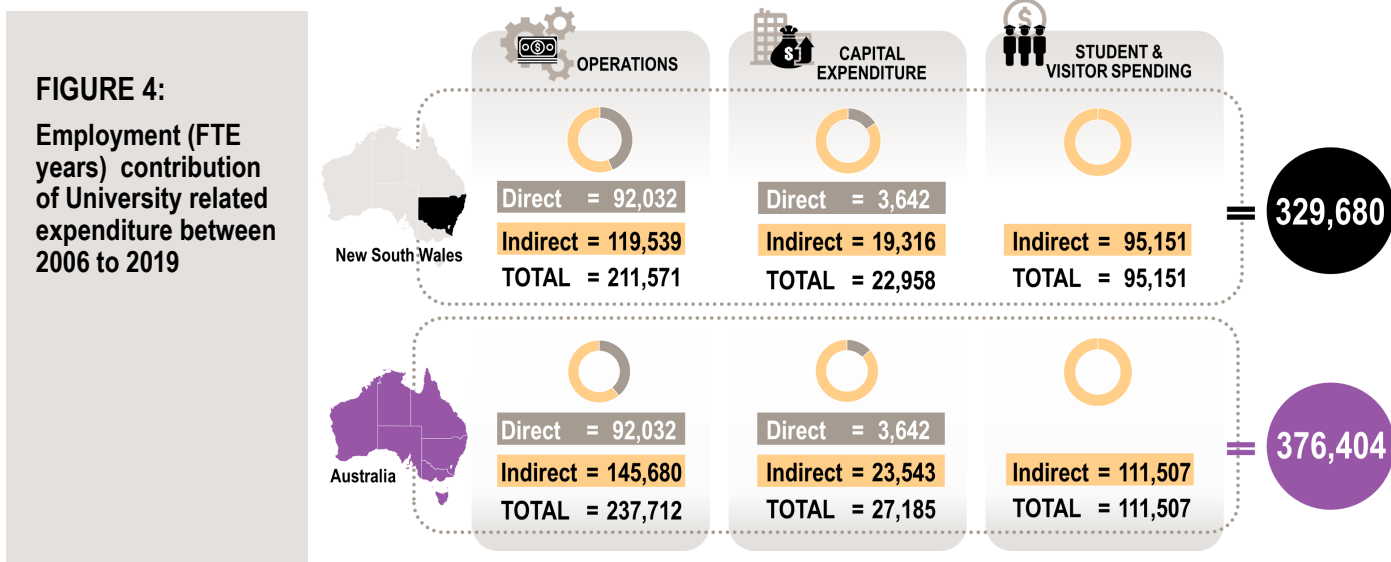 FIGURE 4:
Employment (FTE
years) contribution
of University related
expenditure between
2006 to 2019
OPERATIONS
CAPITAL
EXPENDITURE
STUDENT &
VISITOR SPENDING
New South Wales
Direct = 92,032
Indirect = 119,539
TOTAL = 211,571
Direct = 3,642
Indirect = 19,316
TOTAL = 22,958
Indirect = 95,151
TOTAL = 95,151
= 329,680
Australia
Direct = 92,032
Indirect = 145,680
TOTAL = 237,712
Direct = 3,642
Indirect = 23,543
TOTAL = 27,185
Indirect = 111,507
TOTAL = 111,507
= 376,404